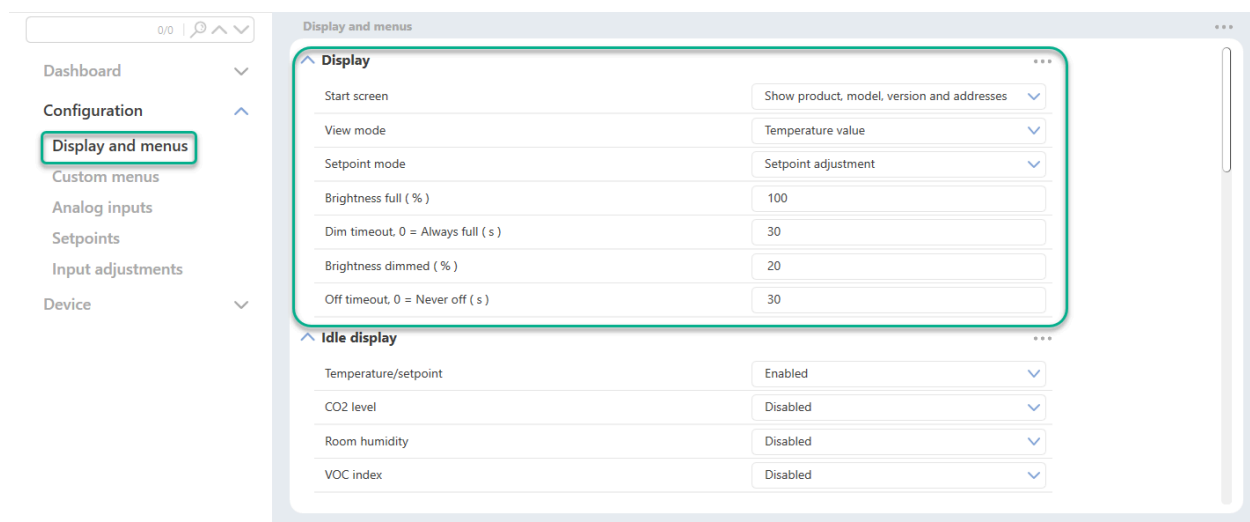 0/0
Dashboard
Configuration
Display and menus
Custom menus
Analog inputs
Setpoints
Input adjustments
Device
Display and menus
Display
Start screen Show product, model, version and addresses
View mode Temperature value
Setpoint mode Setpoint adjustment
Brightness full ( % ) 100
Dim timeout, 0 = Always full ( s ) 30
Brightness dimmed ( % ) 20
Off timeout, 0 = Never off ( s ) 30
Idle display
Temperature/setpoint Enabled
CO2 level Disabled
Room humidity Disabled
VOC index Disabled